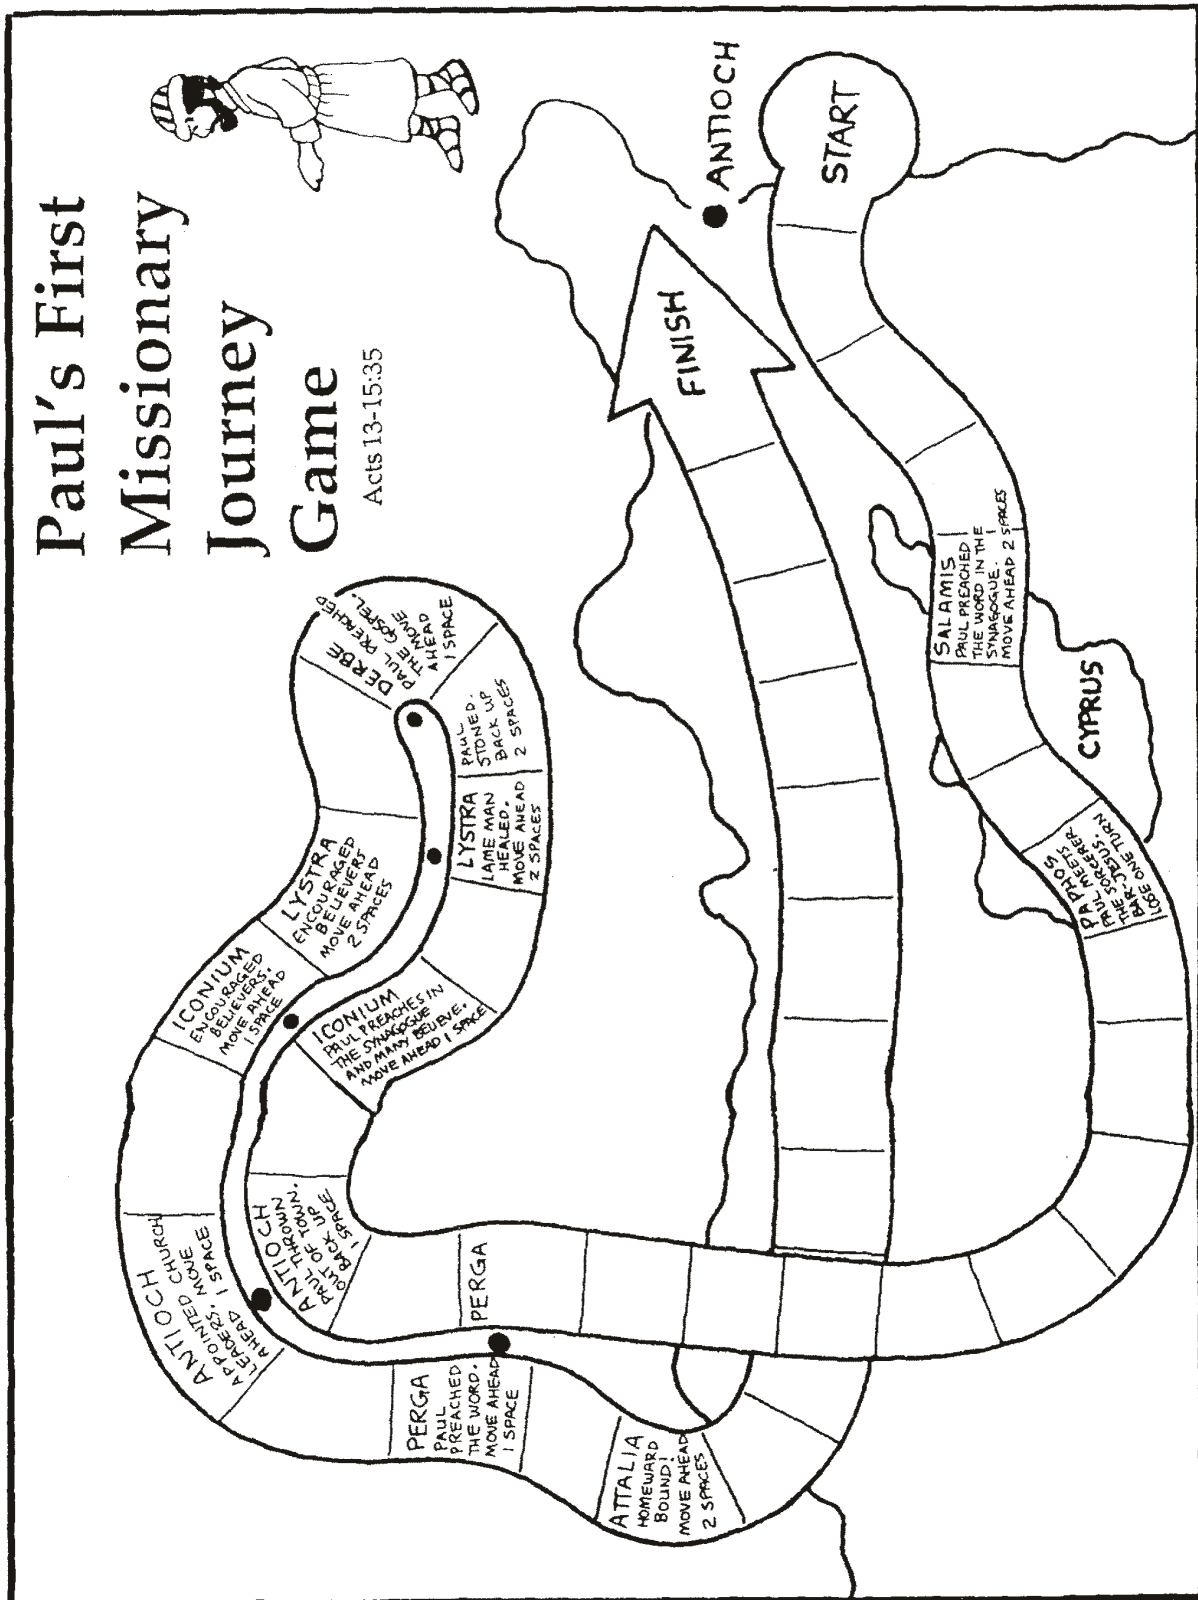 Paul's First
Missionary
Journey
Game
Acts 13-15:35
ANTIOCH
START
SALAMIS
PAUL PREACHED
THE WORD IN THE
SYNAGOGUE.
MOVE AHEAD 2 SPACES
CYPRUS
PAPHOS
PAUL MEETS
THE SORCERER
BAR-JESUS.
LOSE ONE TURN
PERGA
ANTIOCH
PAUL THROWN
OUT OF TOWN.
BACK UP
1 SPACE
ICONIUM
PAUL PREACHES IN
THE SYNAGOGUE
AND MANY BELIEVE.
MOVE AHEAD 1 SPACE
LYSTRA
LAME MAN
HEALED.
MOVE AHEAD
2 SPACES
PAUL
STONED.
BACK UP
2 SPACES
DERBE
PAUL PREACHED
THE GOSPEL.
MOVE
AHEAD
1 SPACE
LYSTRA
ENCOURAGED
BELIEVERS
MOVE AHEAD
2 SPACES
ICONIUM
ENCOURAGED
BELIEVERS.
MOVE AHEAD
1 SPACE
ANTIOCH
APPOINTED CHURCH
LEADERS. MOVE
AHEAD 1 SPACE
PERGA
PAUL
PREACHED
THE WORD.
MOVE AHEAD
1 SPACE
ATTALIA
HOMEWARD
BOUND!
MOVE AHEAD
2 SPACES
FINISH